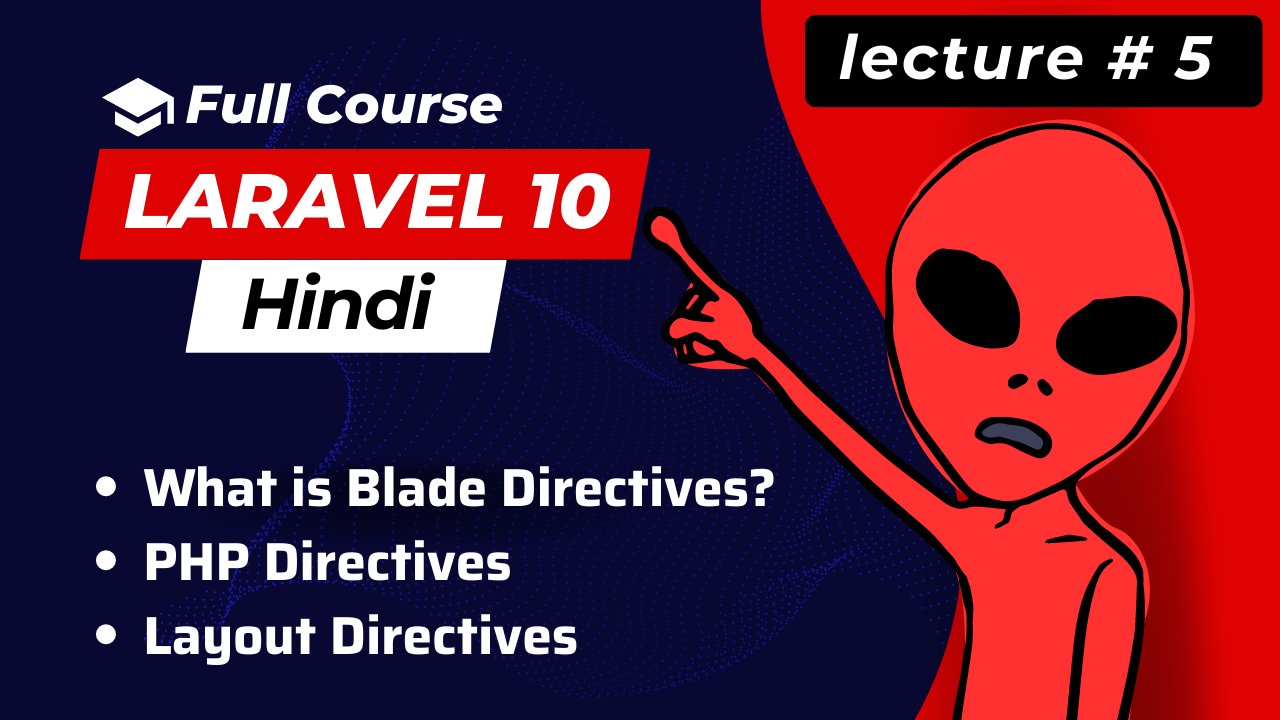 lecture # 5
Full Course
LARAVEL 10
Hindi
• What is Blade Directives?
• PHP Directives
• Layout Directives